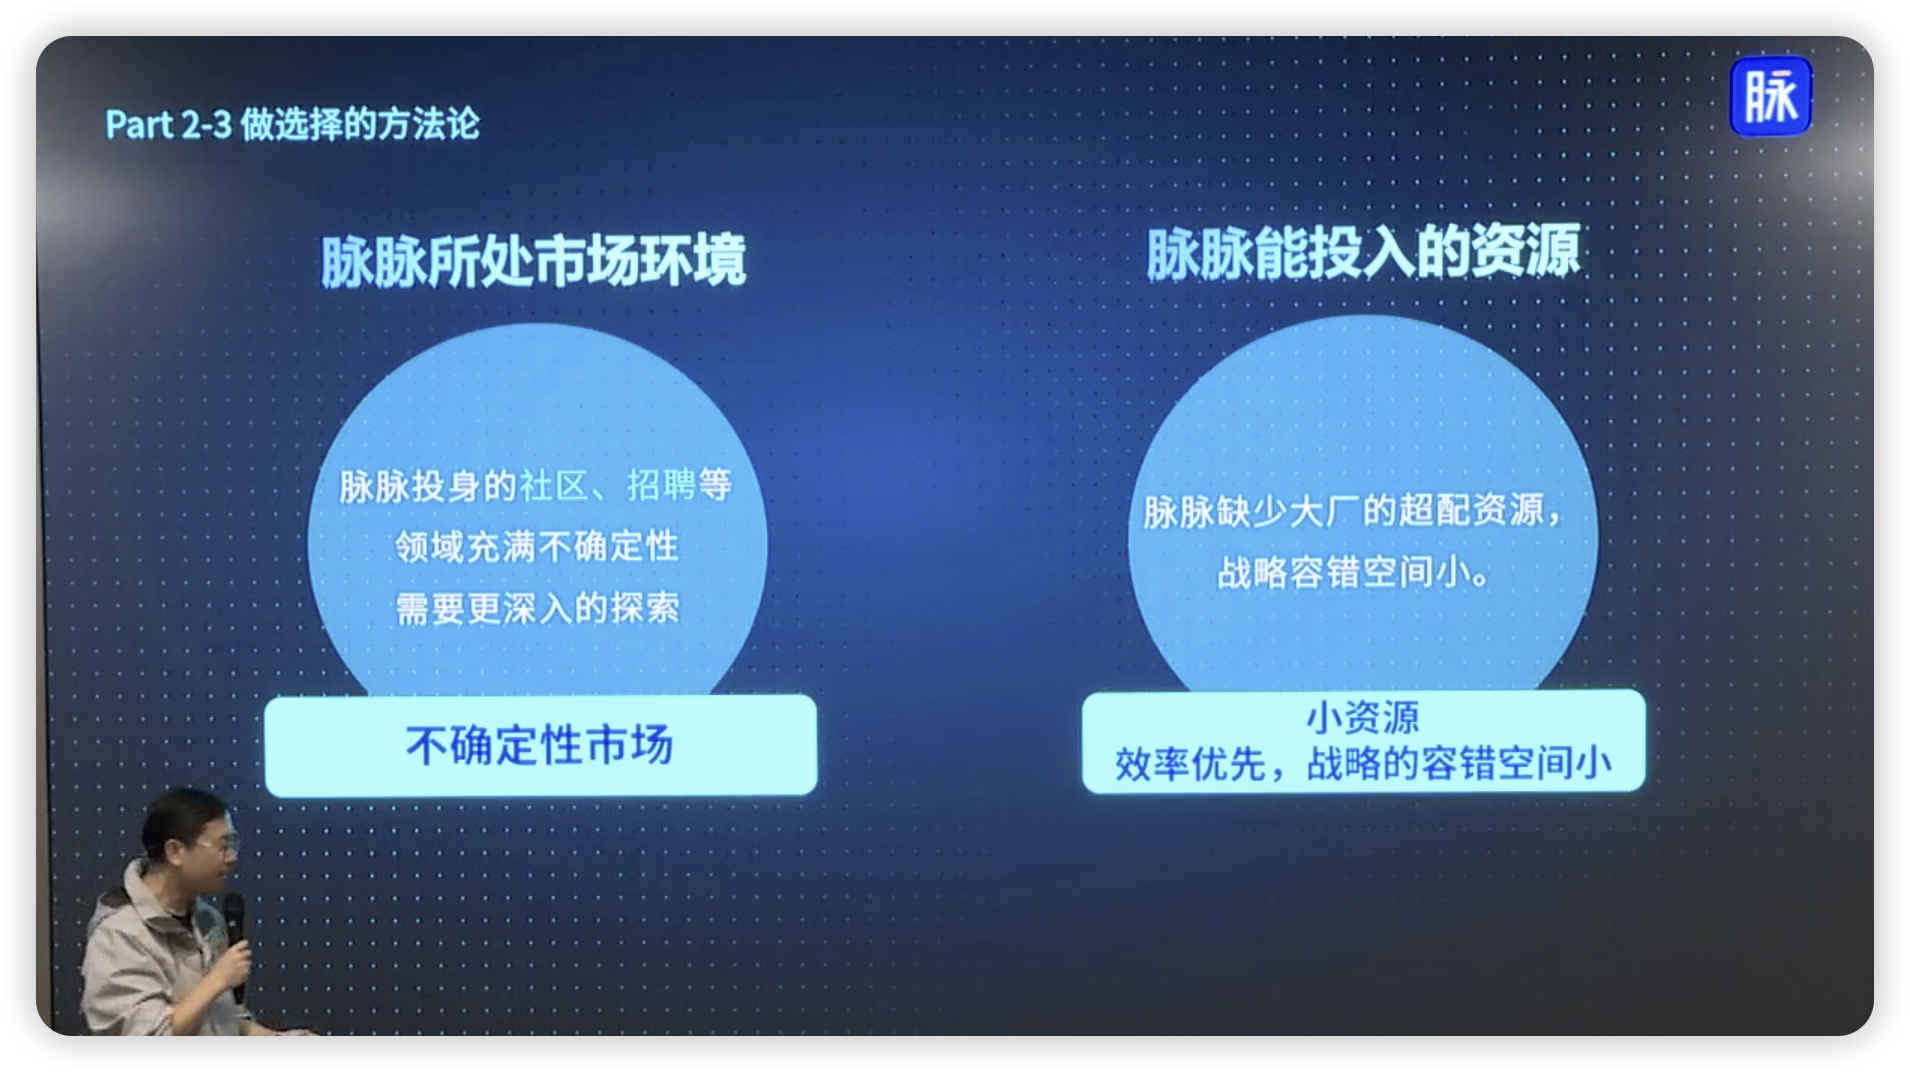 Part 2-3 做选择的方法论
脉
脉脉所处市场环境
脉脉投身的社区、招聘等
领域充满不确定性
需要更深入的探索
不确定性市场
脉脉能投入的资源
脉脉缺少大厂的超配资源，
战略容错空间小。
小资源
效率优先，战略的容错空间小